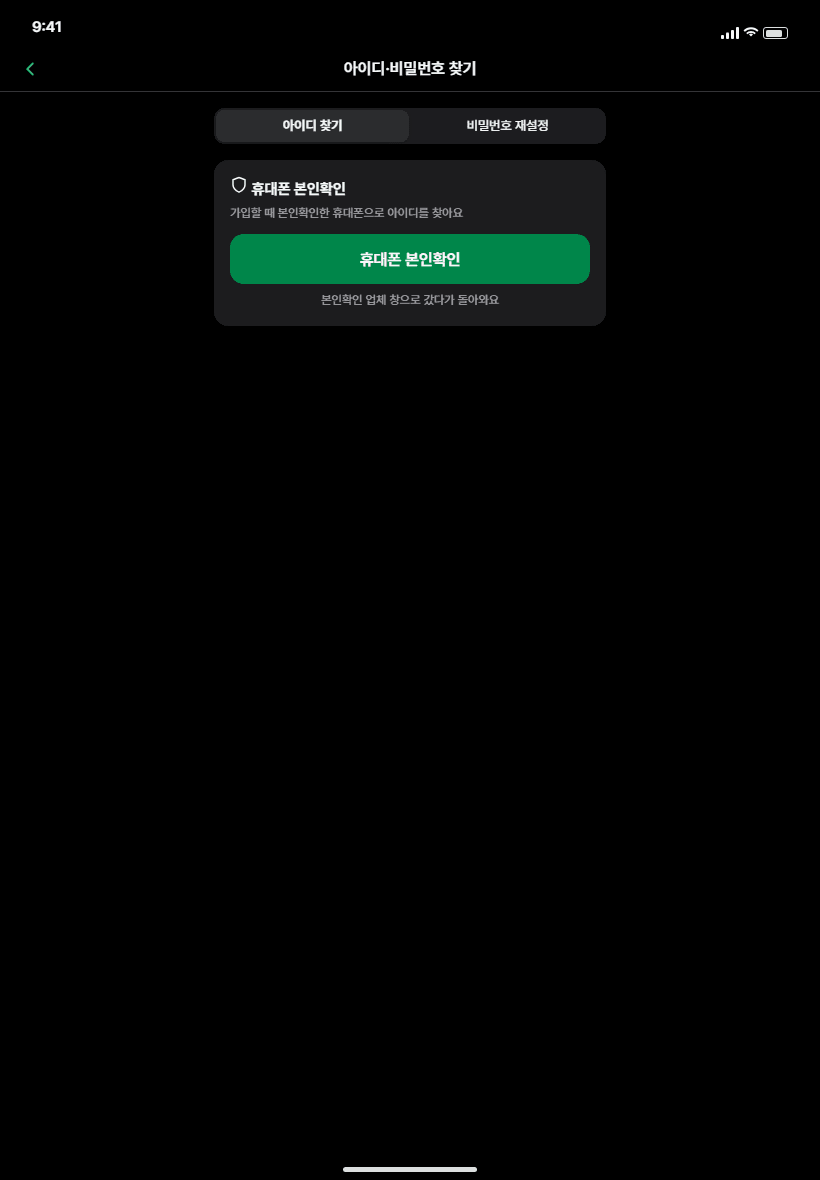 9:41
아이디·비밀번호 찾기
아이디 찾기
비밀번호 재설정
휴대폰 본인확인
가입할 때 본인확인한 휴대폰으로 아이디를 찾아요
휴대폰 본인확인
본인확인 업체 창으로 갔다가 돌아와요